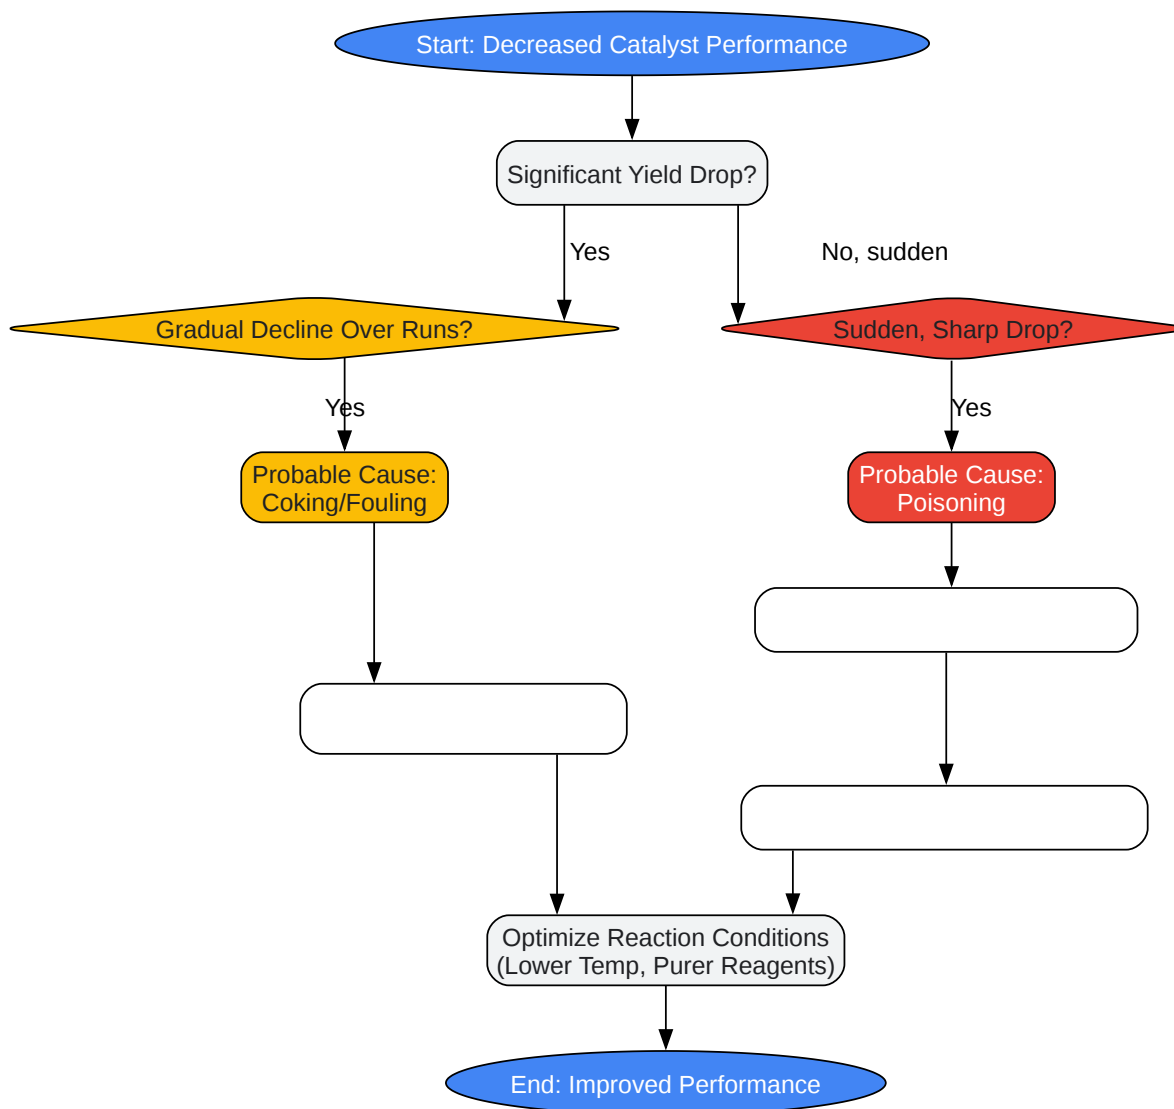 Start: Decreased Catalyst Performance
Significant Yield Drop?
Yes
No, sudden
Gradual Decline Over Runs?
Sudden, Sharp Drop?
Yes
Yes
Probable Cause:
Coking/Fouling
Probable Cause:
Poisoning
Optimize Reaction Conditions
(Lower Temp, Purer Reagents)
End: Improved Performance